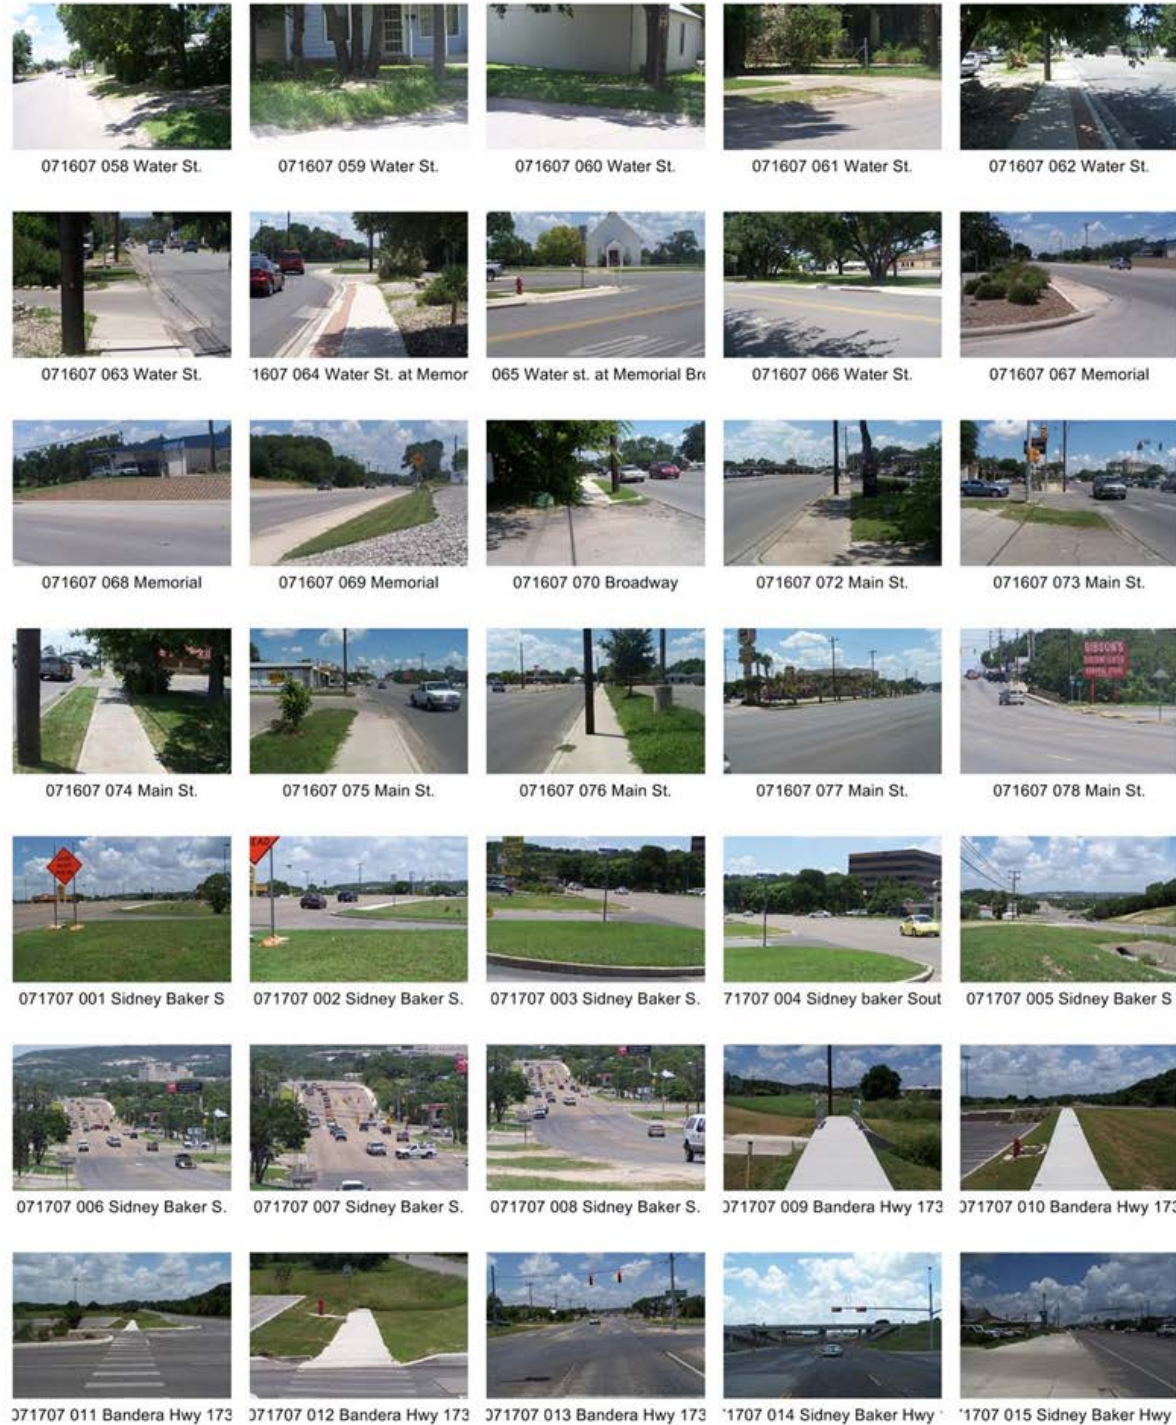 071607 058 Water St.
071607 059 Water St.
071607 060 Water St.
071607 061 Water St.
071607 062 Water St.
071607 063 Water St.
'1607 064 Water St. at Memor
065 Water st. at Memorial Bro
071607 066 Water St.
071607 067 Memorial
071607 068 Memorial
071607 069 Memorial
071607 070 Broadway
071607 072 Main St.
071607 073 Main St.
071607 074 Main St.
071607 075 Main St.
071607 076 Main St.
071607 077 Main St.
GIBSON'S
071607 078 Main St.
071707 001 Sidney Baker S
EAD
071707 002 Sidney Baker S.
071707 003 Sidney Baker S.
71707 004 Sidney baker Sout
071707 005 Sidney Baker S
071707 006 Sidney Baker S.
071707 007 Sidney Baker S.
071707 008 Sidney Baker S.
071707 009 Bandera Hwy 173
071707 010 Bandera Hwy 173
071707 011 Bandera Hwy 173
071707 012 Bandera Hwy 173
071707 013 Bandera Hwy 173
'1707 014 Sidney Baker Hwy
'1707 015 Sidney Baker Hwy